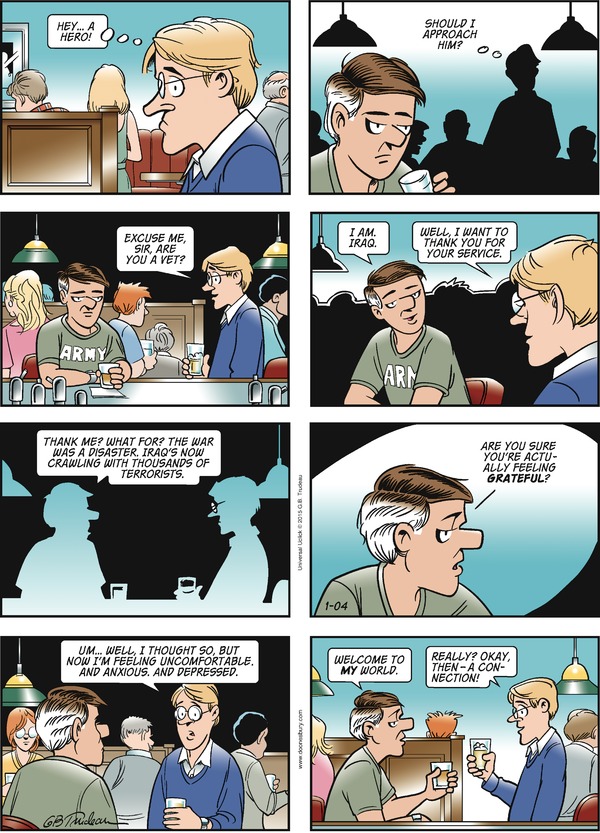 HEY... A
HERO!
SHOULD I
APPROACH
HIM?
EXCUSE ME,
SIR, ARE
YOU A VET?
ARMY
I AM.
IRAQ.
WELL, I WANT TO
THANK YOU FOR
YOUR SERVICE.
ARM
THANK ME? WHAT FOR? THE WAR
WAS A DISASTER. IRAQ'S NOW
CRAWLING WITH THOUSANDS OF
TERRORISTS.
Universal Uclick © 2015 G.B. Trudeau
ARE YOU SURE
YOU'RE ACTU-
ALLY FEELING
GRATEFUL?
1-04
UM... WELL, I THOUGHT SO, BUT
NOW I'M FEELING UNCOMFORTABLE.
AND ANXIOUS. AND DEPRESSED.
GB Trudeau
www.doonesbury.com
WELCOME TO
MY WORLD.
REALLY? OKAY,
THEN - A CON-
NECTION!